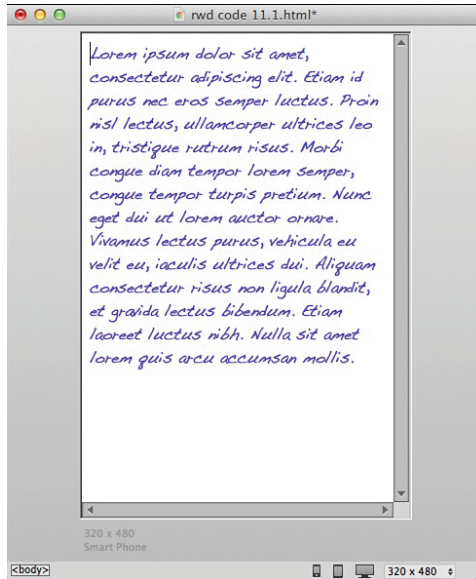 rwd code 11.1.html*
Lorem ipsum dolor sit amet,
consectetur adipiscing elit. Etiam id
purus nec eros semper luctus. Proin
nisl lectus, ullamcorper ultrices leo
in, tristique rutrum risus. Morbi
congue diam tempor lorem semper,
congue tempor turpis pretium. Nunc
eget dui ut lorem auctor ornare.
Vivamus lectus purus, vehicula eu
velit eu, iaculis ultrices dui. Aliquam
consectetur risus non ligula blandit,
et gravida lectus bibendum. Etiam
laoreet luctus nibh. Nulla sit amet
lorem quis arcu accumsan mollis.
320 x 480
Smart Phone
<body> 320 x 480